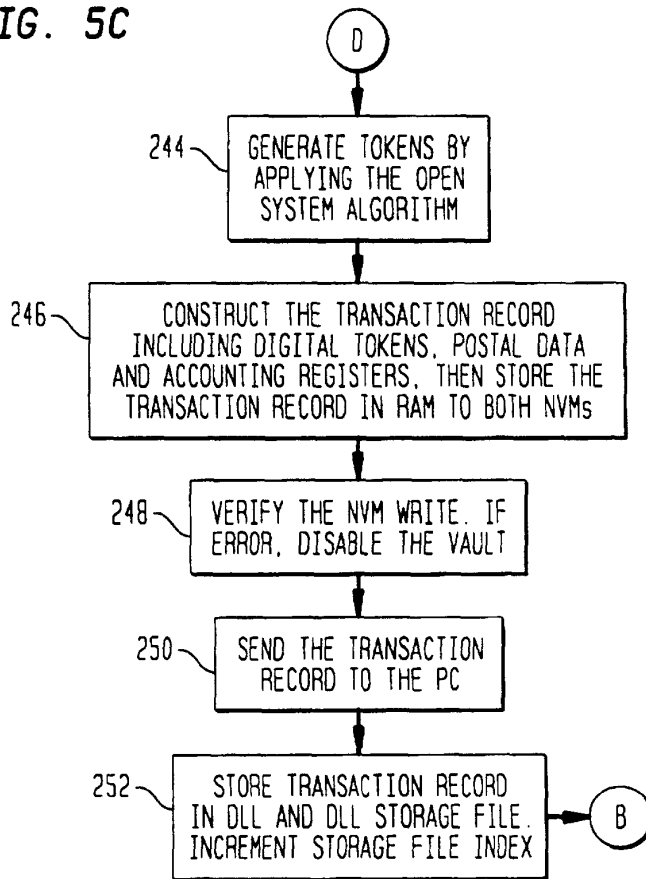 IG. 5C
D
244
GENERATE TOKENS BY
APPLYING THE OPEN
SYSTEM ALGORITHM
246
CONSTRUCT THE TRANSACTION RECORD
INCLUDING DIGITAL TOKENS, POSTAL DATA
AND ACCOUNTING REGISTERS, THEN STORE THE
TRANSACTION RECORD IN RAM TO BOTH NVMs
248
VERIFY THE NVM WRITE. IF
ERROR, DISABLE THE VAULT
250
SEND THE TRANSACTION
RECORD TO THE PC
252
STORE TRANSACTION RECORD
IN DLL AND DLL STORAGE FILE.
INCREMENT STORAGE FILE INDEX
B